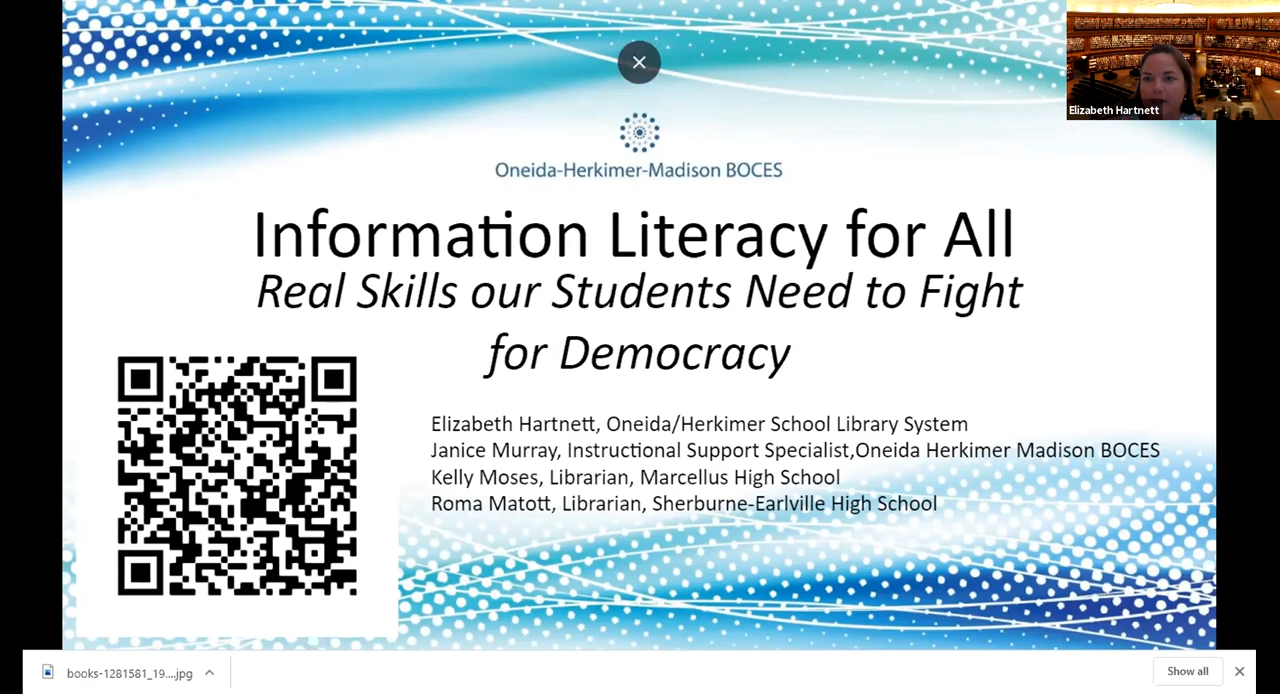 Elizabeth Hartnett
Oneida-Herkimer-Madison BOCES
Information Literacy for All
Real Skills our Students Need to Fight
for Democracy
Elizabeth Hartnett, Oneida/Herkimer School Library System
Janice Murray, Instructional Support Specialist,Oneida Herkimer Madison BOCES
Kelly Moses, Librarian, Marcellus High School
Roma Matott, Librarian, Sherburne-Earlville High School
books-1281581_19....jpg
Show all